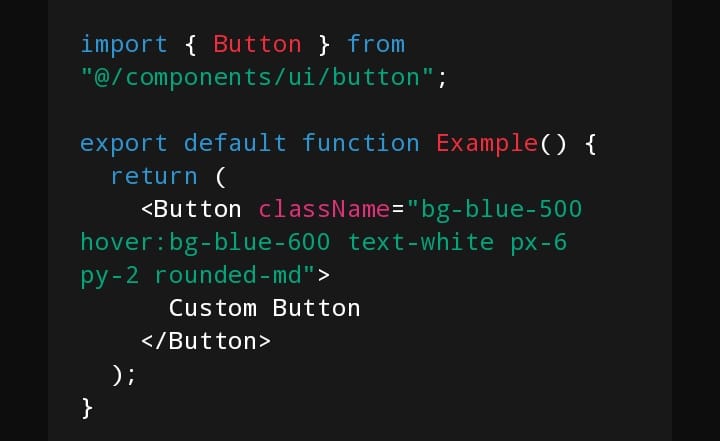 import { Button } from
"@/components/ui/button";

export default function Example() {
  return (
    <Button className="bg-blue-500
hover:bg-blue-600 text-white px-6
py-2 rounded-md">
      Custom Button
    </Button>
  );
}